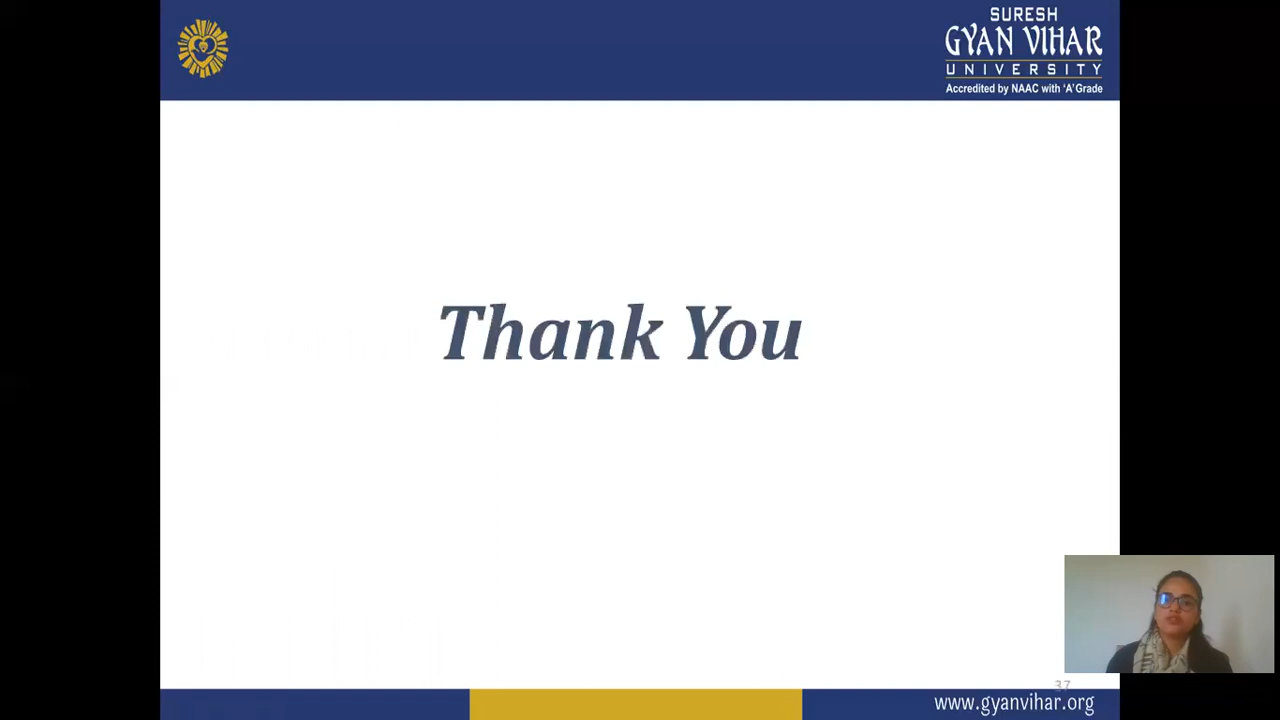 SURESH
GYAN VIHAR
UNIVERSITY
Accredited by NAAC with 'A' Grade
Thank You
37
www.gyanvihar.org